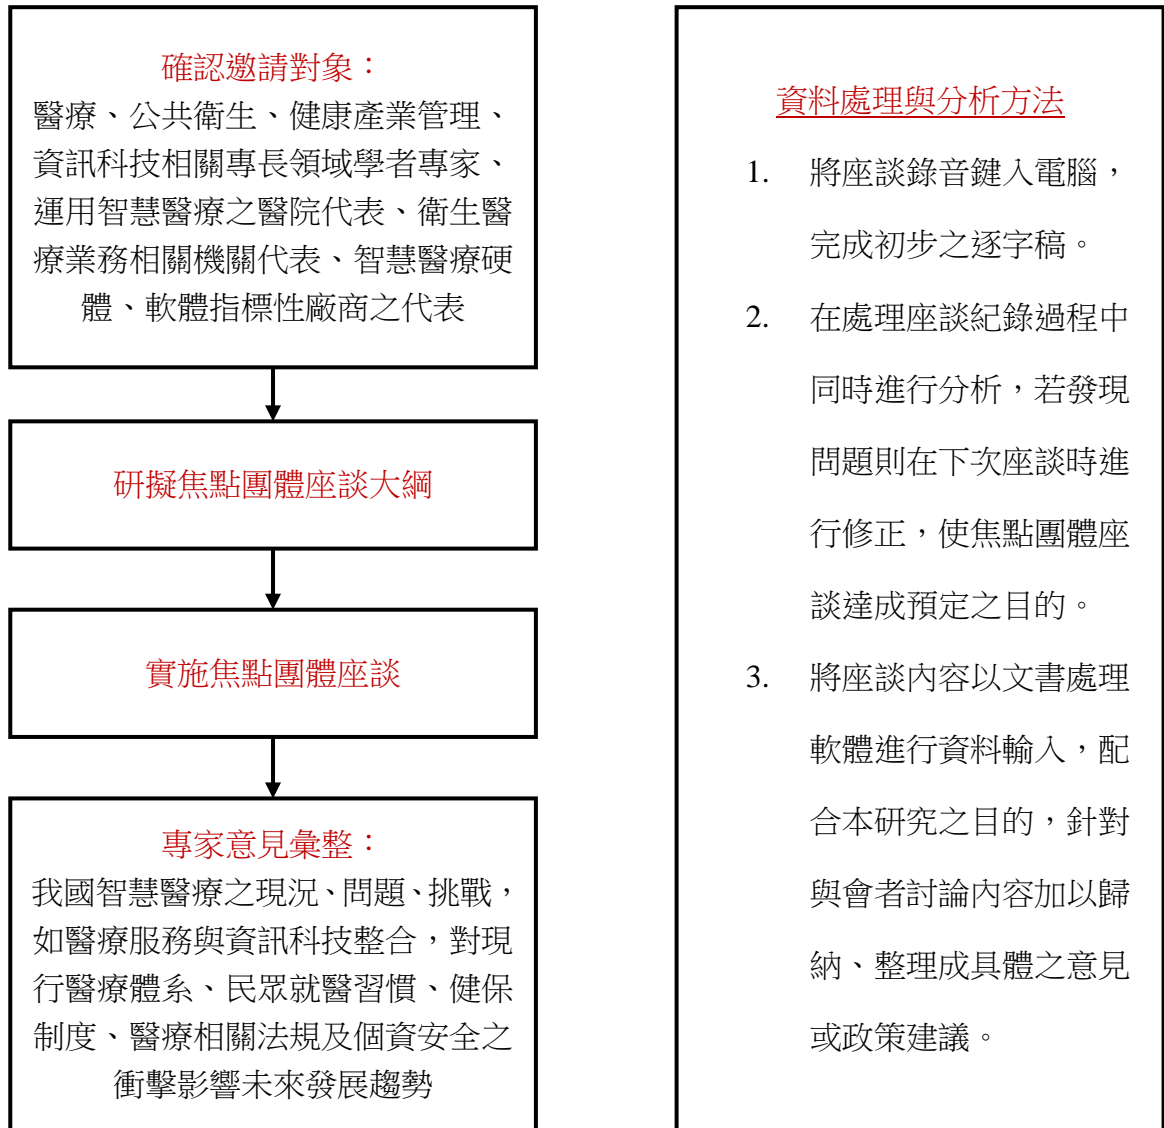 確認邀請對象：
醫療、公共衛生、健康產業管理、
資訊科技相關專長領域學者專家、
運用智慧醫療之醫院代表、衛生醫
療業務相關機關代表、智慧醫療硬
體、軟體指標性廠商之代表
研擬焦點團體座談大綱
實施焦點團體座談
專家意見彙整：
我國智慧醫療之現況、問題、挑戰，
如醫療服務與資訊科技整合，對現
行醫療體系、民眾就醫習慣、健保
制度、醫療相關法規及個資安全之
衝擊影響未來發展趨勢
資料處理與分析方法
1. 將座談錄音鍵入電腦，
完成初步之逐字稿。
2. 在處理座談紀錄過程中
同時進行分析，若發現
問題則在下次座談時進
行修正，使焦點團體座
談達成預定之目的。
3. 將座談內容以文書處理
軟體進行資料輸入，配
合本研究之目的，針對
與會者討論內容加以歸
納、整理成具體之意見
或政策建議。